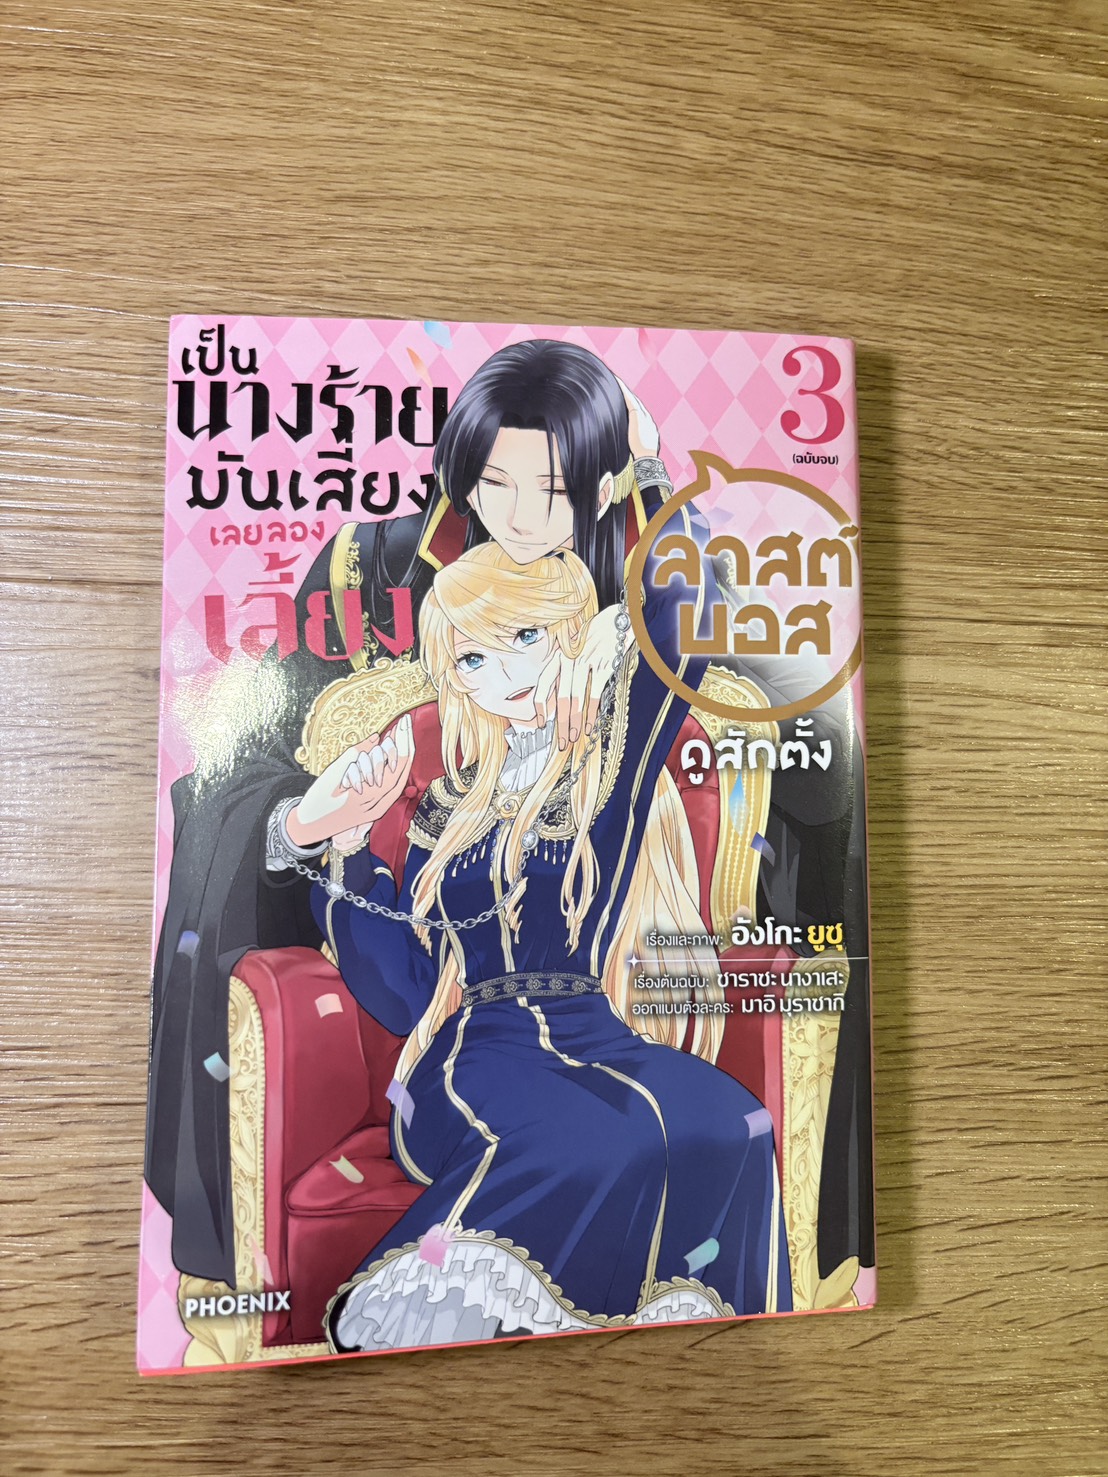 เป็น
นางร้าย
มันเสี่ยง
เลยลอง
เลี้ยง
3
(ฉบับจบ)
ลาสต์
บอส
ดูสักตั้ง
เรื่องและภาพ: อังโกะ ยูซุ
เรื่องต้นฉบับ: ซาราซะ นางาเสะ
ออกแบบตัวละคร: มาอิ มุราซากิ
PHOENIX